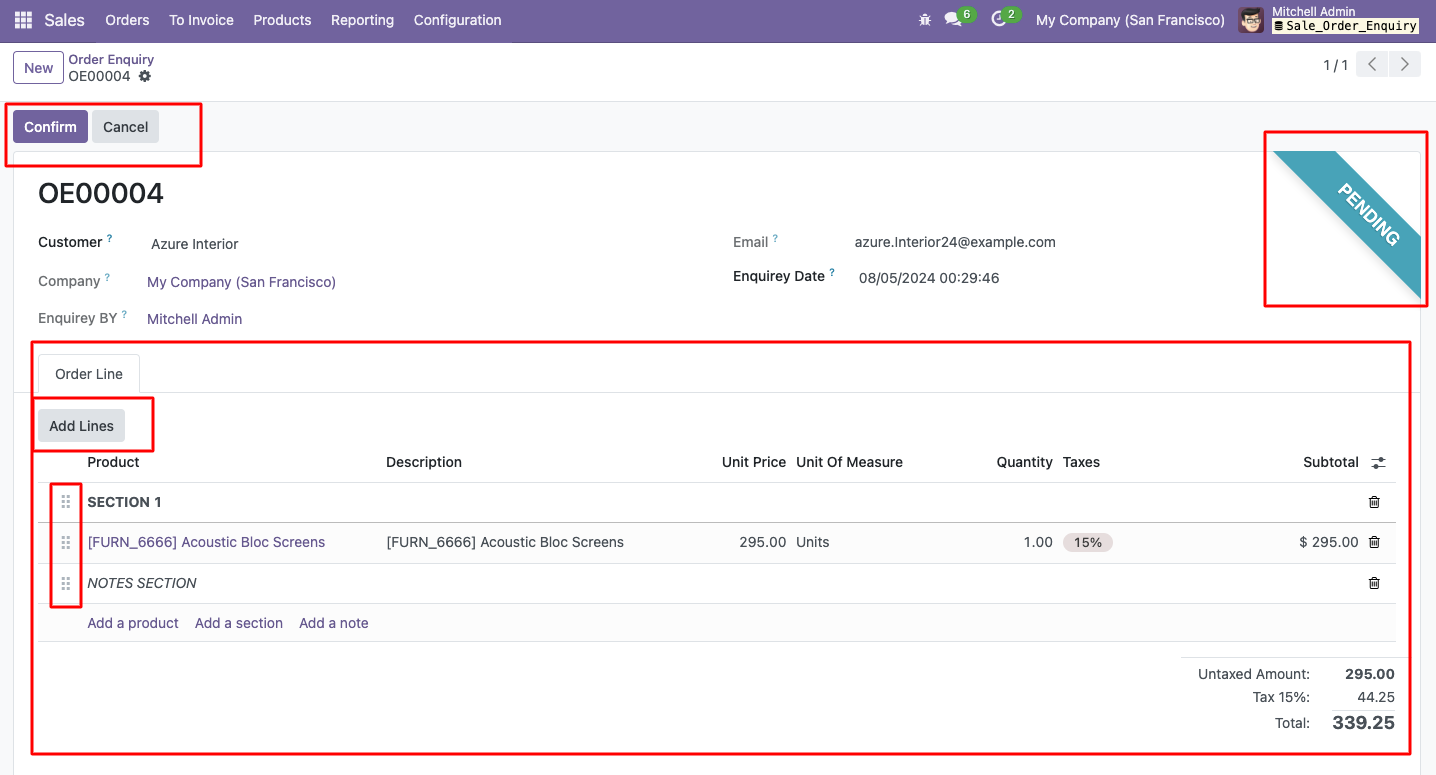 Sales Orders To Invoice Products Reporting Configuration 6 2 My Company (San Francisco) Mitchell Admin
Sale_Order_Enquiry
New Order Enquiry
OE00004 1 / 1
Confirm Cancel
PENDING
OE00004
Customer ? Azure Interior Email ? azure.Interior24@example.com
Company ? My Company (San Francisco) Enquirey Date ? 08/05/2024 00:29:46
Enquirey BY ? Mitchell Admin
Order Line
Add Lines
Product Description Unit Price Unit Of Measure Quantity Taxes Subtotal
SECTION 1
[FURN_6666] Acoustic Bloc Screens [FURN_6666] Acoustic Bloc Screens 295.00 Units 1.00 15% $ 295.00
NOTES SECTION
Add a product Add a section Add a note
Untaxed Amount: 295.00
Tax 15%: 44.25
Total: 339.25